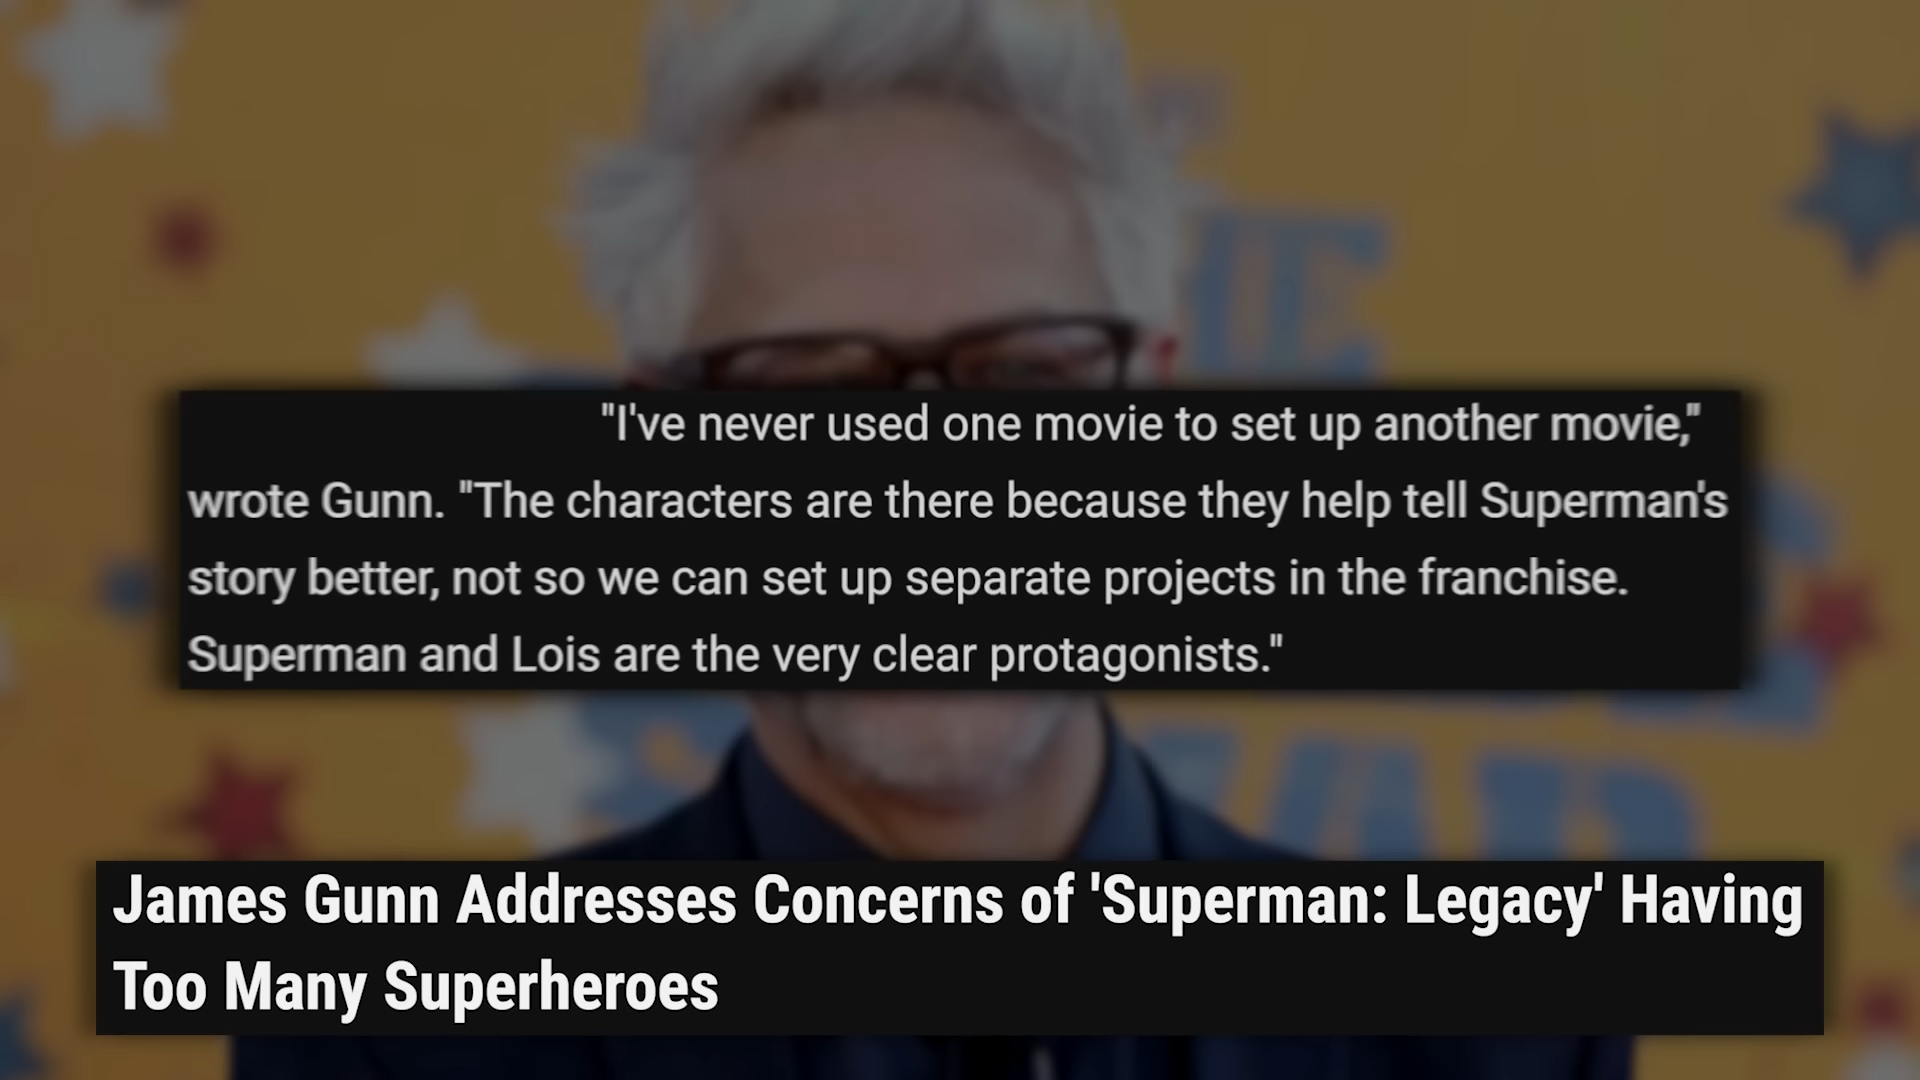 "I've never used one movie to set up another movie,"
wrote Gunn. "The characters are there because they help tell Superman's
story better, not so we can set up separate projects in the franchise.
Superman and Lois are the very clear protagonists."
James Gunn Addresses Concerns of 'Superman: Legacy' Having
Too Many Superheroes